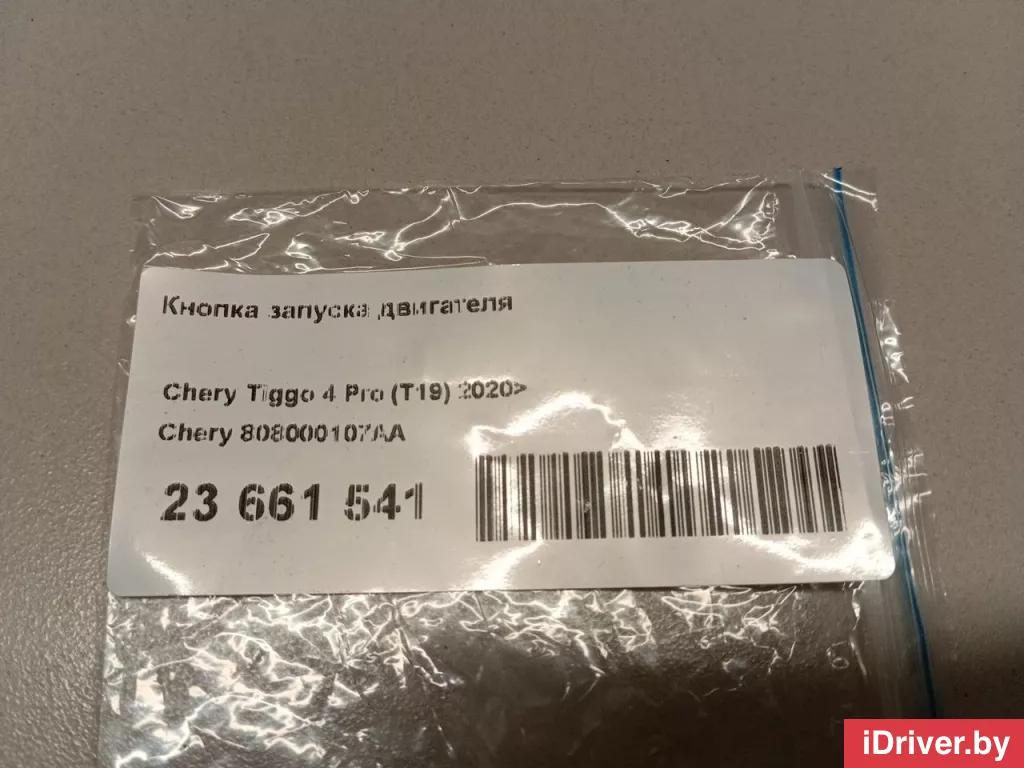 Кнопка запуска двигателя
Chery Tiggo 4 Pro (T19) 2020>
Chery 808000107AA
23 661 541
iDriver.by